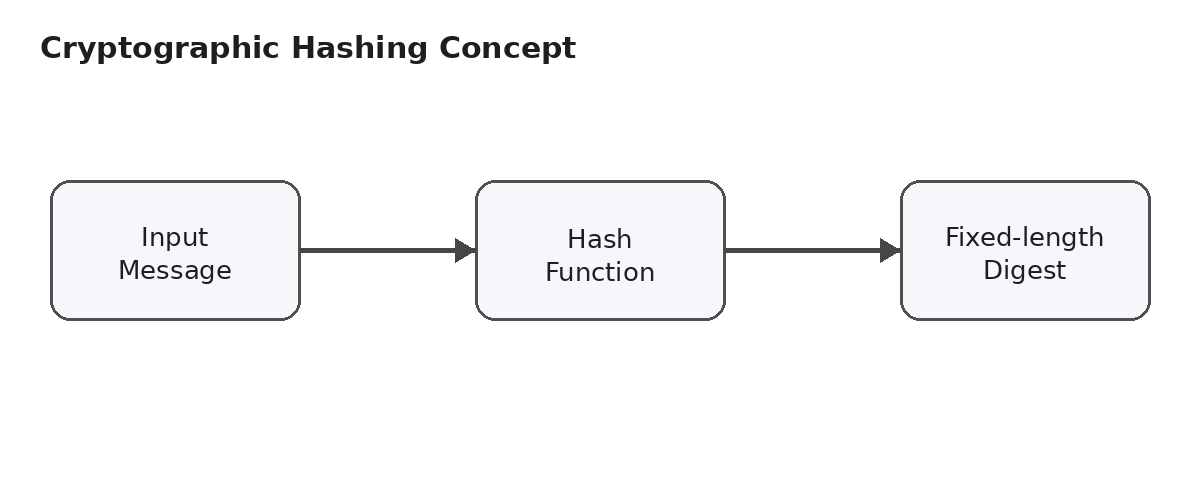 Cryptographic Hashing Concept
Input
Message
Hash
Function
Fixed-length
Digest